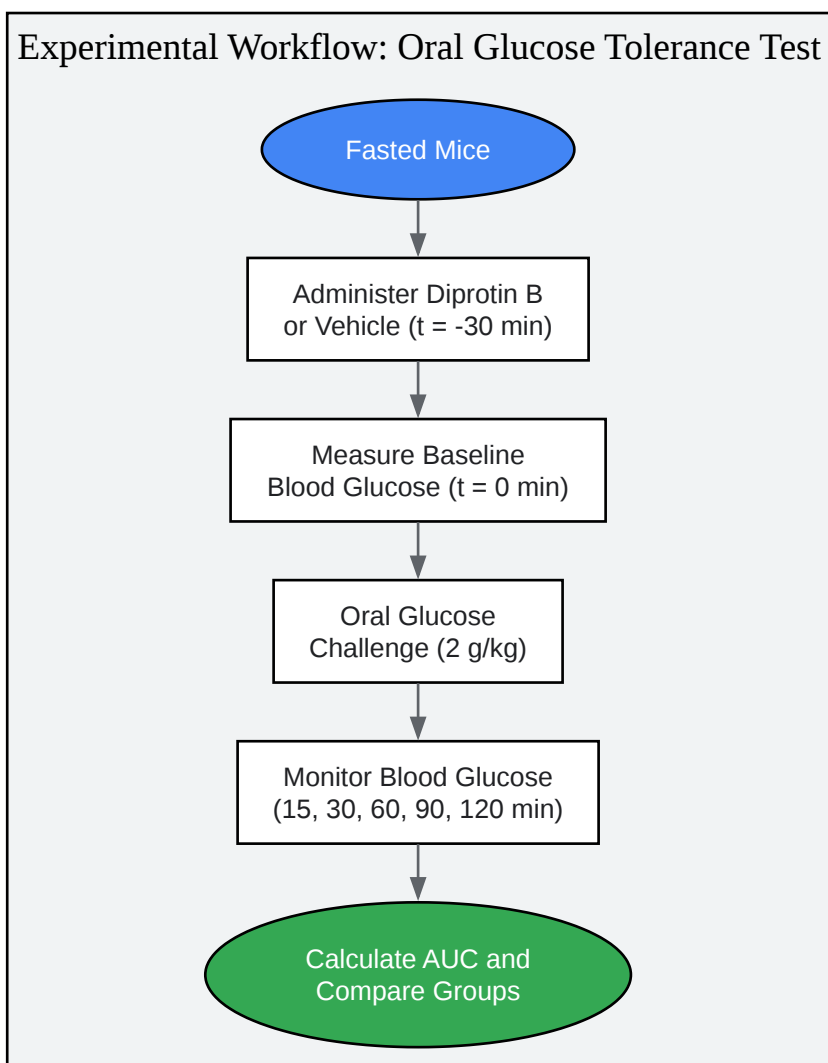 Experimental Workflow: Oral Glucose Tolerance Test
Fasted Mice
Administer Diprotin B
or Vehicle (t = -30 min)
Measure Baseline
Blood Glucose (t = 0 min)
Oral Glucose
Challenge (2 g/kg)
Monitor Blood Glucose
(15, 30, 60, 90, 120 min)
Calculate AUC and
Compare Groups